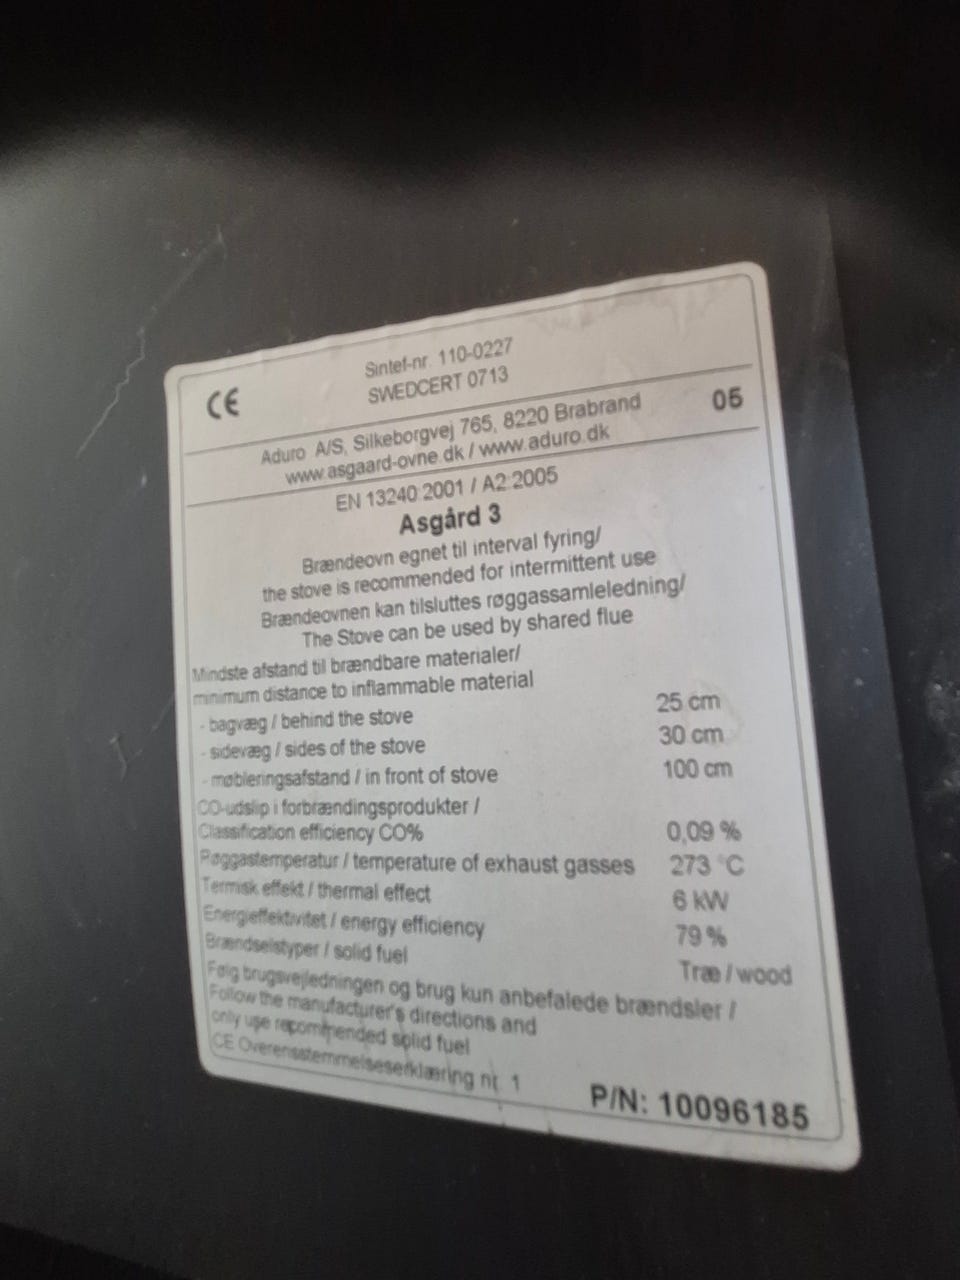 CE
Sintef-nr. 110-0227
SWEDCERT 0713
Aduro A/S, Silkeborgvej 765, 8220 Brabrand
05
www.asgaard-ovne.dk / www.aduro.dk
EN 13240:2001 / A2:2005
Asgård 3
Brændeovn egnet til interval fyring/
the stove is recommended for intermittent use
Brændeovnen kan tilsluttes røggassamleledning/
The Stove can be used by shared flue
Mindste afstand til brændbare materialer/
minimum distance to inflammable material
- bagvæg / behind the stove 25 cm
- sidevæg / sides of the stove 30 cm
- møbleringsafstand / in front of stove 100 cm
CO-udslip i forbrændingsprodukter /
Classification efficiency CO% 0,09 %
Røggastemperatur / temperature of exhaust gasses 273 °C
Termisk effekt / thermal effect 6 kW
Energieffektivitet / energy efficiency 79 %
Brændselstyper / solid fuel Træ / wood
Følg brugsvejledningen og brug kun anbefalede brændsler /
Follow the manufacturer's directions and
only use recommended solid fuel
CE Overensstemmelseserklæring nr. 1
P/N: 10096185